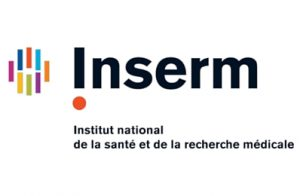 Inserm
Institut national
de la santé et de la recherche médicale